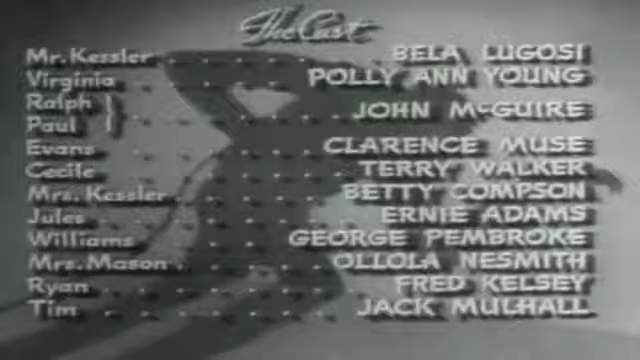 The Cast
Mr. Kessler . . . . . . BELA LUGOSI
Virginia . . . . . POLLY ANN YOUNG
Ralph
Paul } . . . . . . JOHN McGUIRE
Evans . . . . . CLARENCE MUSE
Cecile . . . . . . TERRY WALKER
Mrs. Kessler . . . . . BETTY COMPSON
Jules . . . . . . ERNIE ADAMS
Williams . . . . GEORGE PEMBROKE
Mrs. Mason . . . . . OLLOLA NESMITH
Ryan . . . . . . . FRED KELSEY
Tim . . . . . . . JACK MULHALL